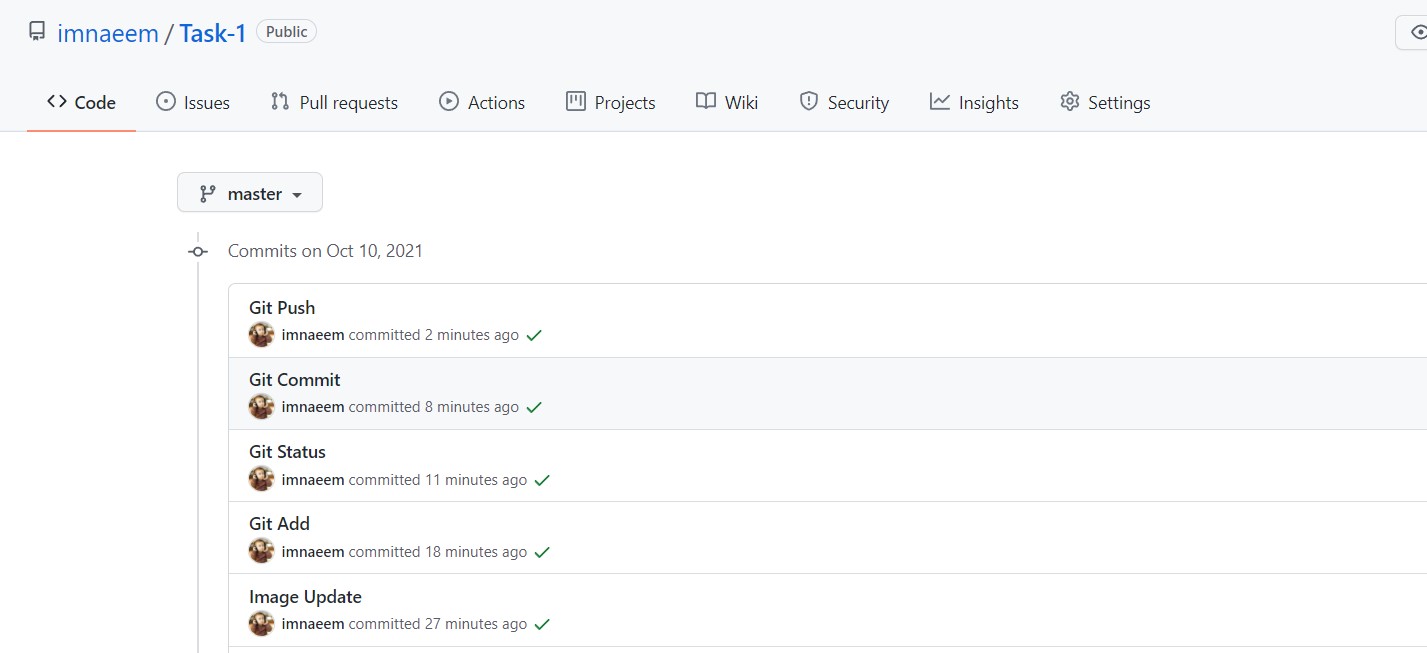 imnaeem / Task-1 Public
Code Issues Pull requests Actions Projects Wiki Security Insights Settings
master
Commits on Oct 10, 2021
Git Push
imnaeem committed 2 minutes ago
Git Commit
imnaeem committed 8 minutes ago
Git Status
imnaeem committed 11 minutes ago
Git Add
imnaeem committed 18 minutes ago
Image Update
imnaeem committed 27 minutes ago